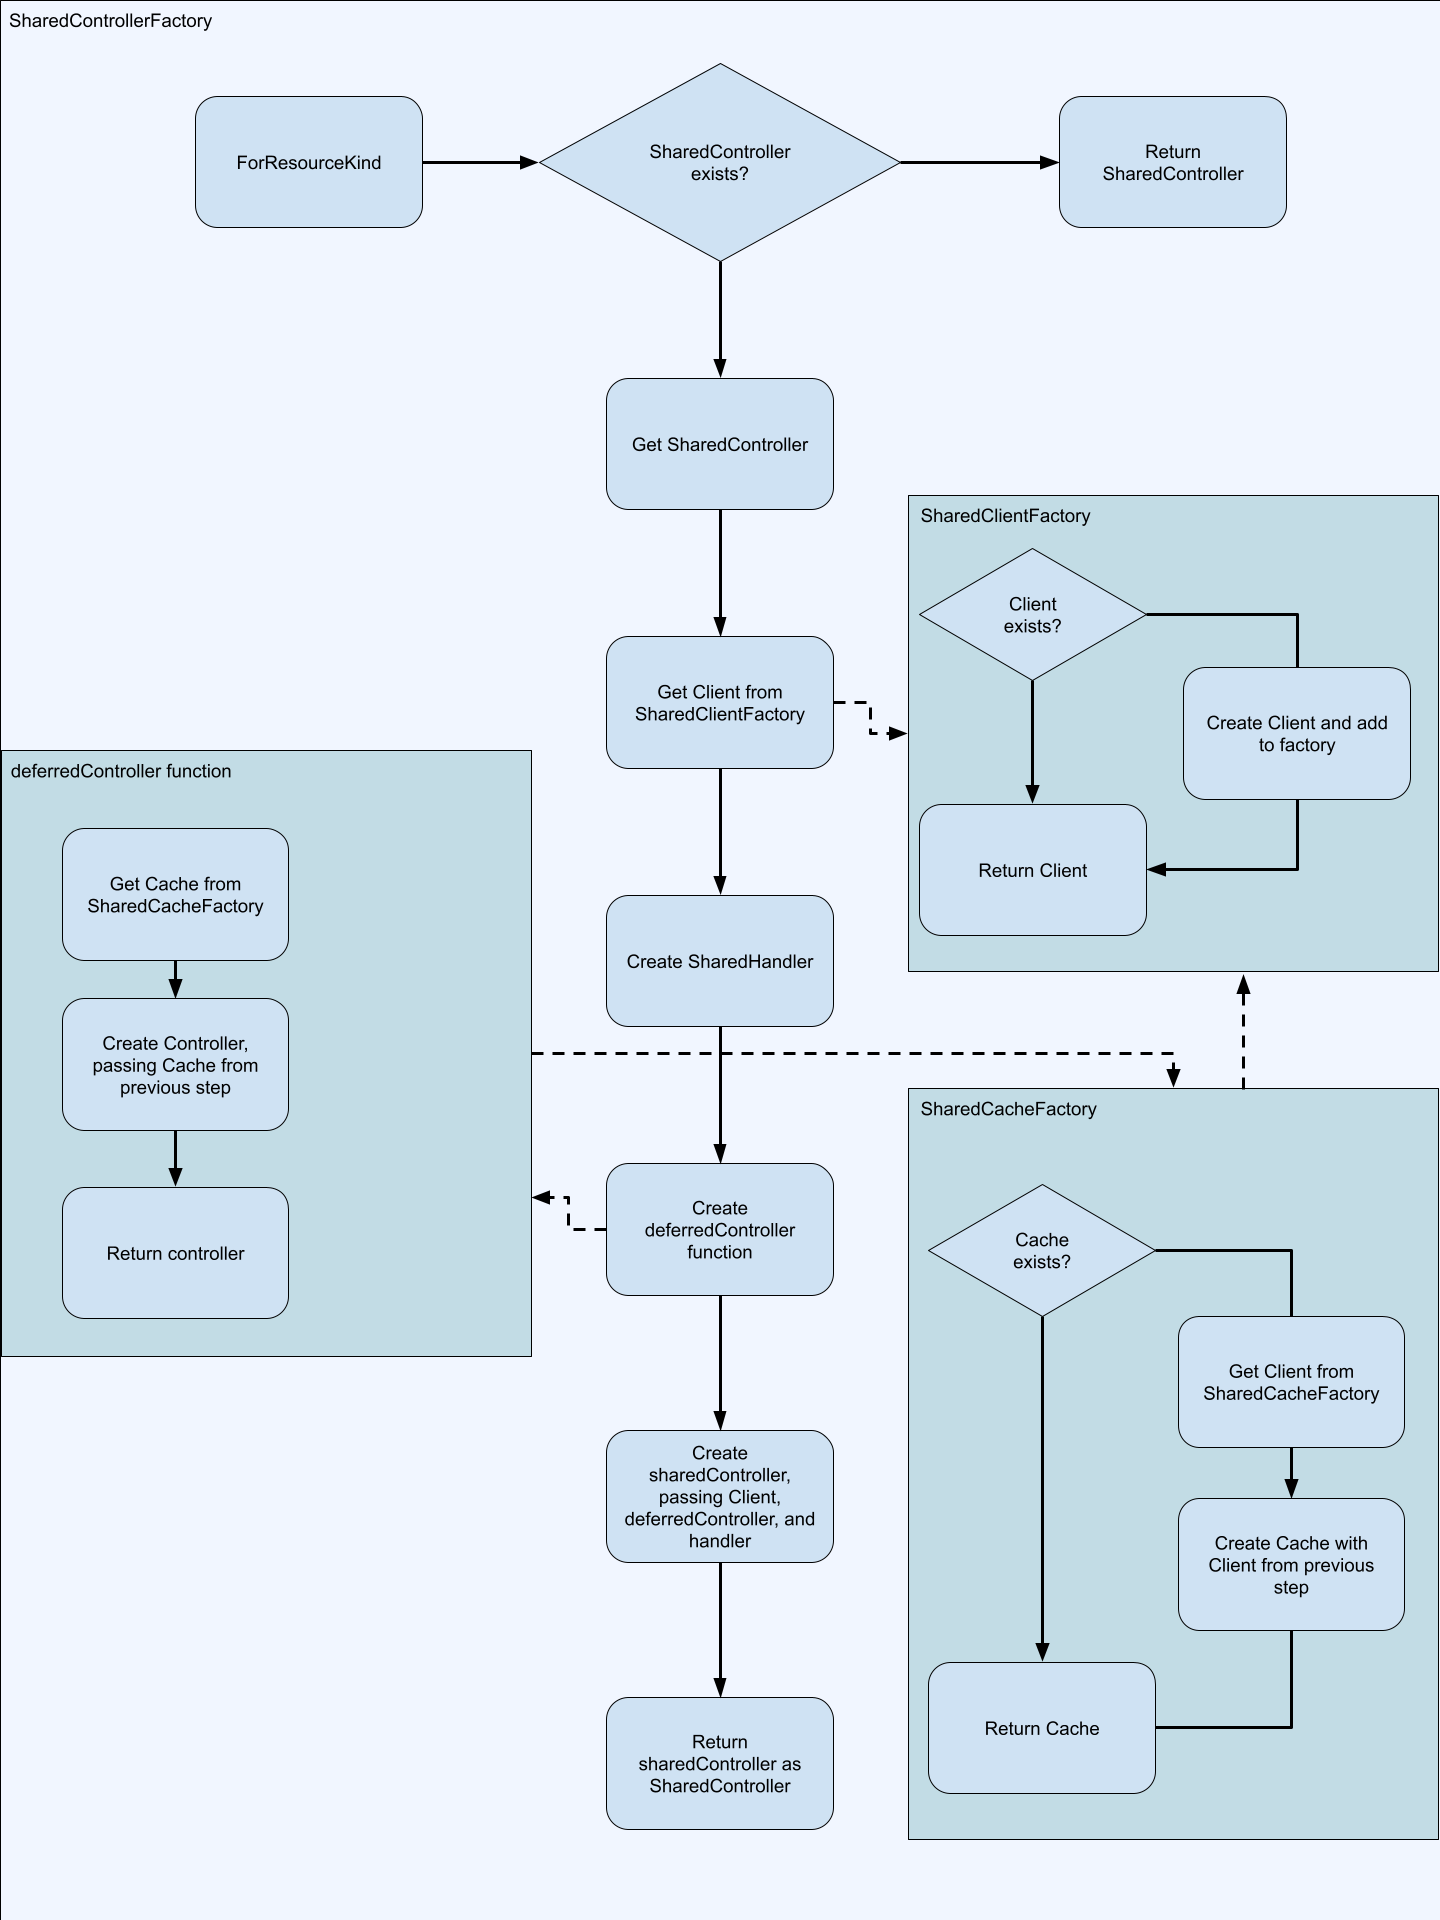 SharedControllerFactory
ForResourceKind
SharedController
exists?
Return
SharedController
Get SharedController
SharedClientFactory
Client
exists?
Get Client from
SharedClientFactory
Create Client and add
to factory
Return Client
deferredController function
Get Cache from
SharedCacheFactory
Create Controller,
passing Cache from
previous step
Return controller
Create SharedHandler
Create
deferredController
function
SharedCacheFactory
Cache
exists?
Get Client from
SharedCacheFactory
Create Cache with
Client from previous
step
Return Cache
Create
sharedController,
passing Client,
deferredController, and
handler
Return
sharedController as
SharedController